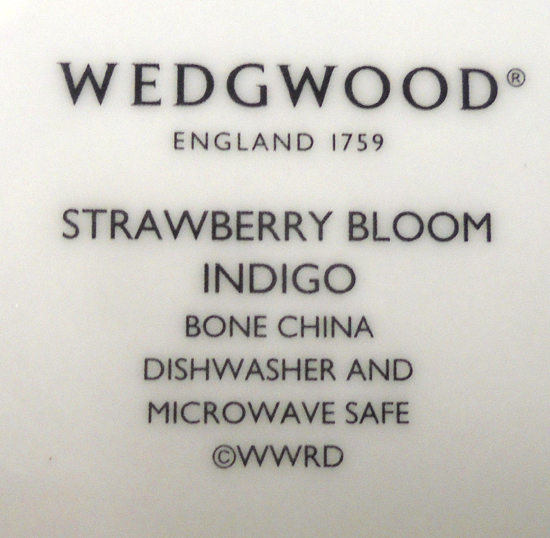 WEDGWOOD®
ENGLAND 1759
STRAWBERRY BLOOM
INDIGO
BONE CHINA
DISHWASHER AND
MICROWAVE SAFE
©WWRD